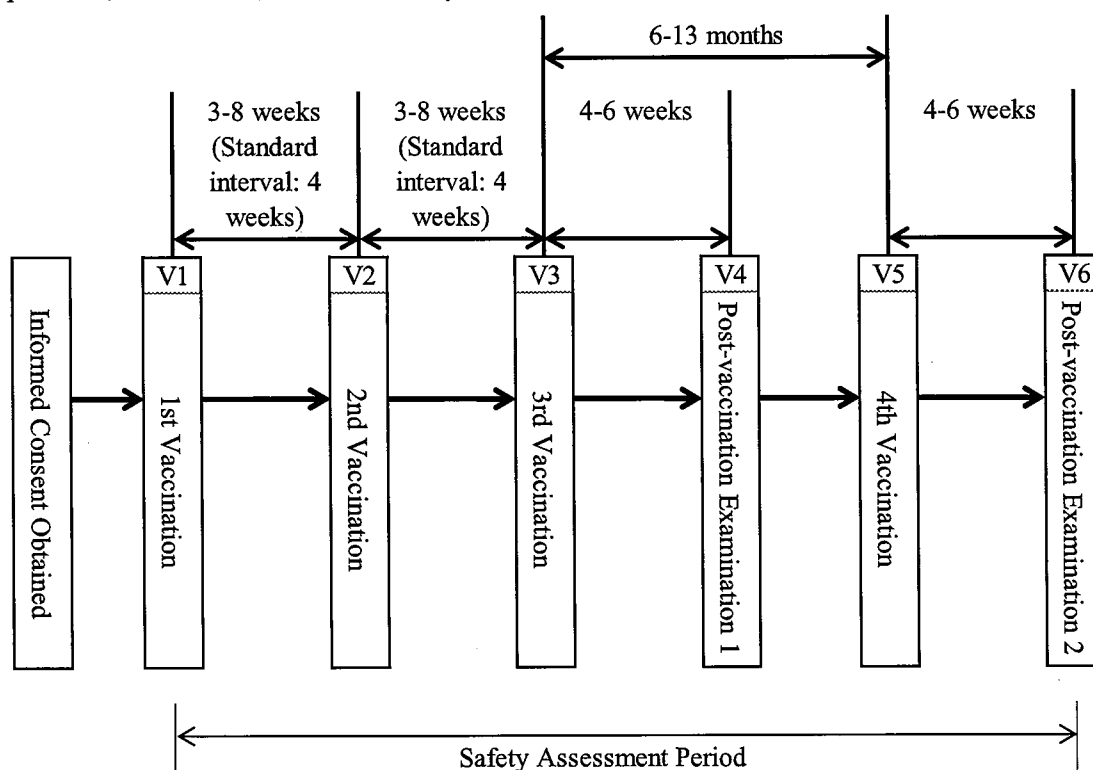 6-13 months
3-8 weeks
(Standard
interval: 4
weeks)
3-8 weeks
(Standard
interval: 4
weeks)
4-6 weeks
4-6 weeks
Informed Consent Obtained
V1
1st Vaccination
V2
2nd Vaccination
V3
3rd Vaccination
V4
Post-vaccination Examination 1
V5
4th Vaccination
V6
Post-vaccination Examination 2
Safety Assessment Period